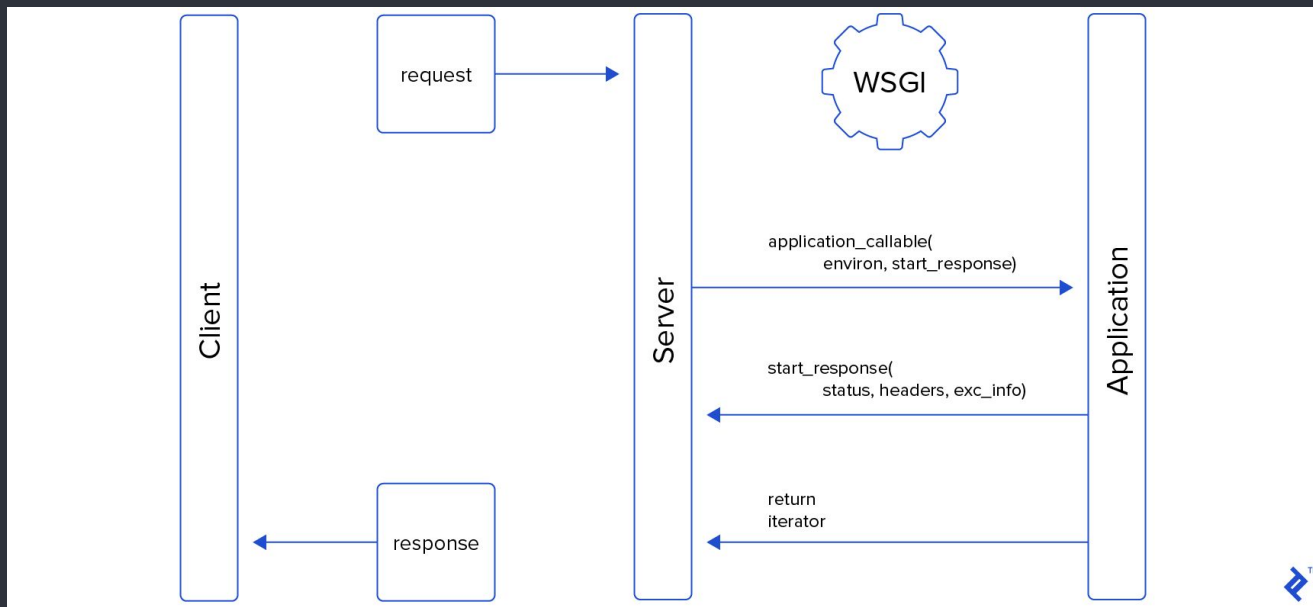 request
WSGI
application_callable(
environ, start_response)
Client
Server
Application
start_response(
status, headers, exc_info)
return
iterator
response